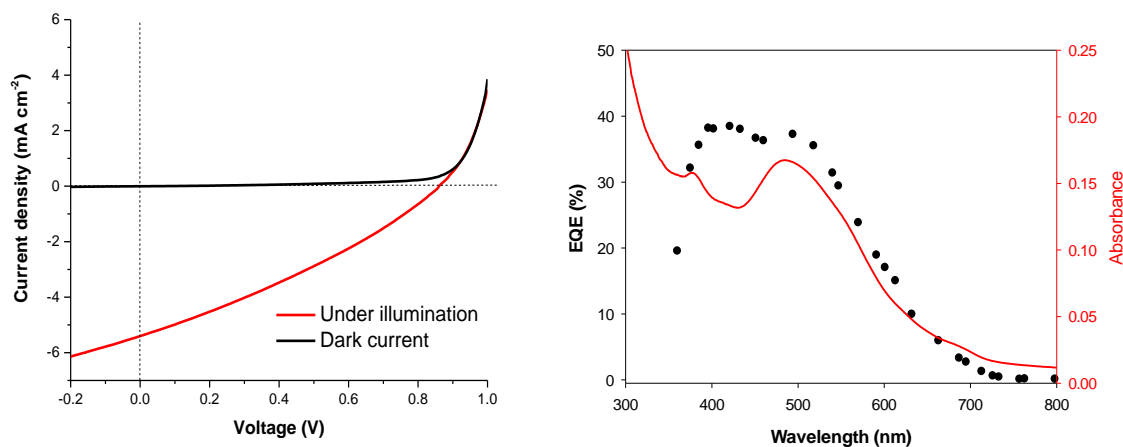 6
4
2
0
-2
-4
-6
Current density (mA cm-2)
Under illumination
Dark current
-0.2 0.0 0.2 0.4 0.6 0.8 1.0
Voltage (V)
50
40
30
20
10
0
EQE (%)
0.25
0.20
0.15
0.10
0.05
0.00
Absorbance
300 400 500 600 700 800
Wavelength (nm)